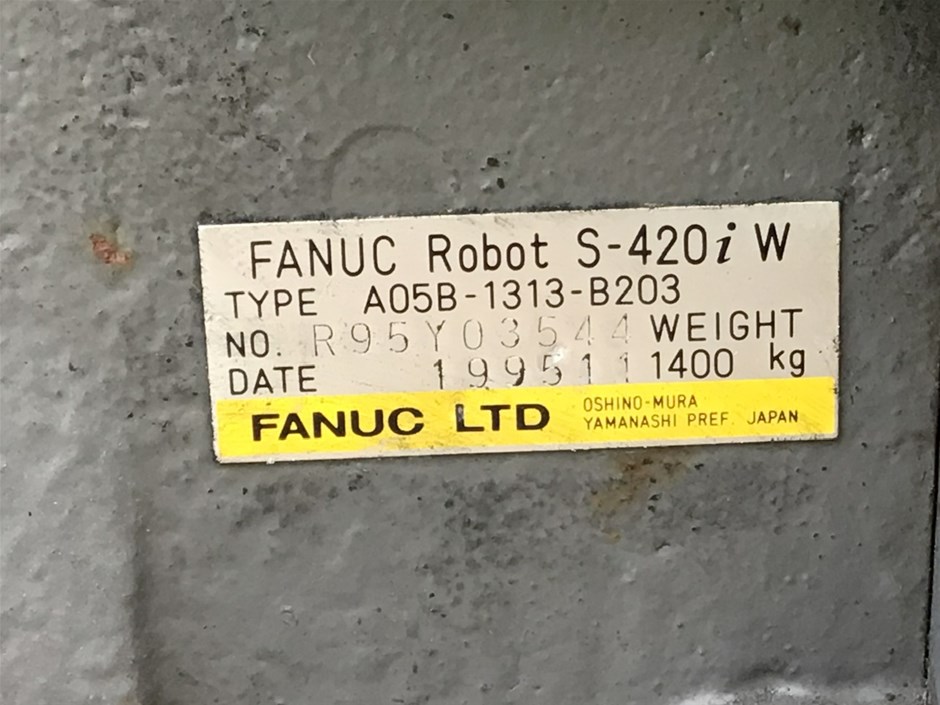 FANUC Robot S-420i W
TYPE A05B-1313-B203
NO. R95Y03544 WEIGHT
DATE 199511 1400 kg
FANUC LTD OSHINO-MURA
YAMANASHI PREF. JAPAN